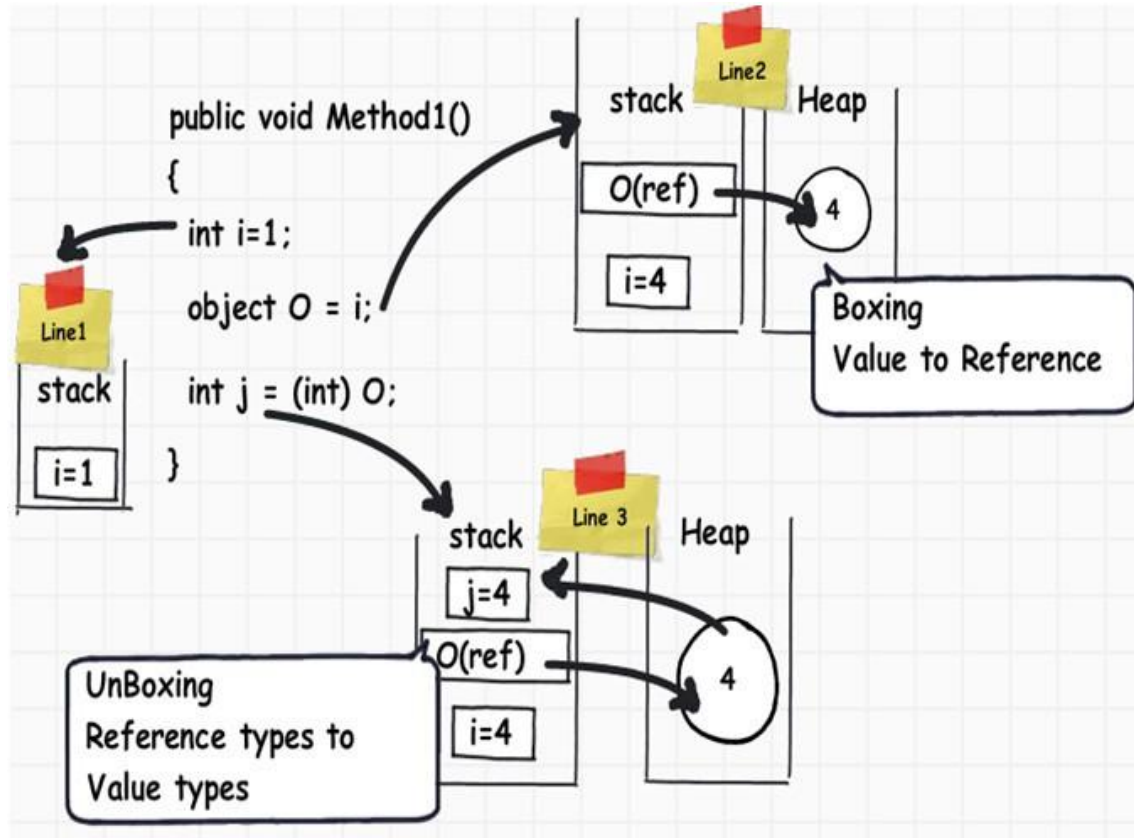 public void Method1()
{
int i=1;
object O = i;
int j = (int) O;
}
Line1
stack
i=1
Line2
stack
Heap
O(ref)
4
i=4
Boxing
Value to Reference
Line 3
stack
Heap
j=4
O(ref)
4
i=4
UnBoxing
Reference types to
Value types